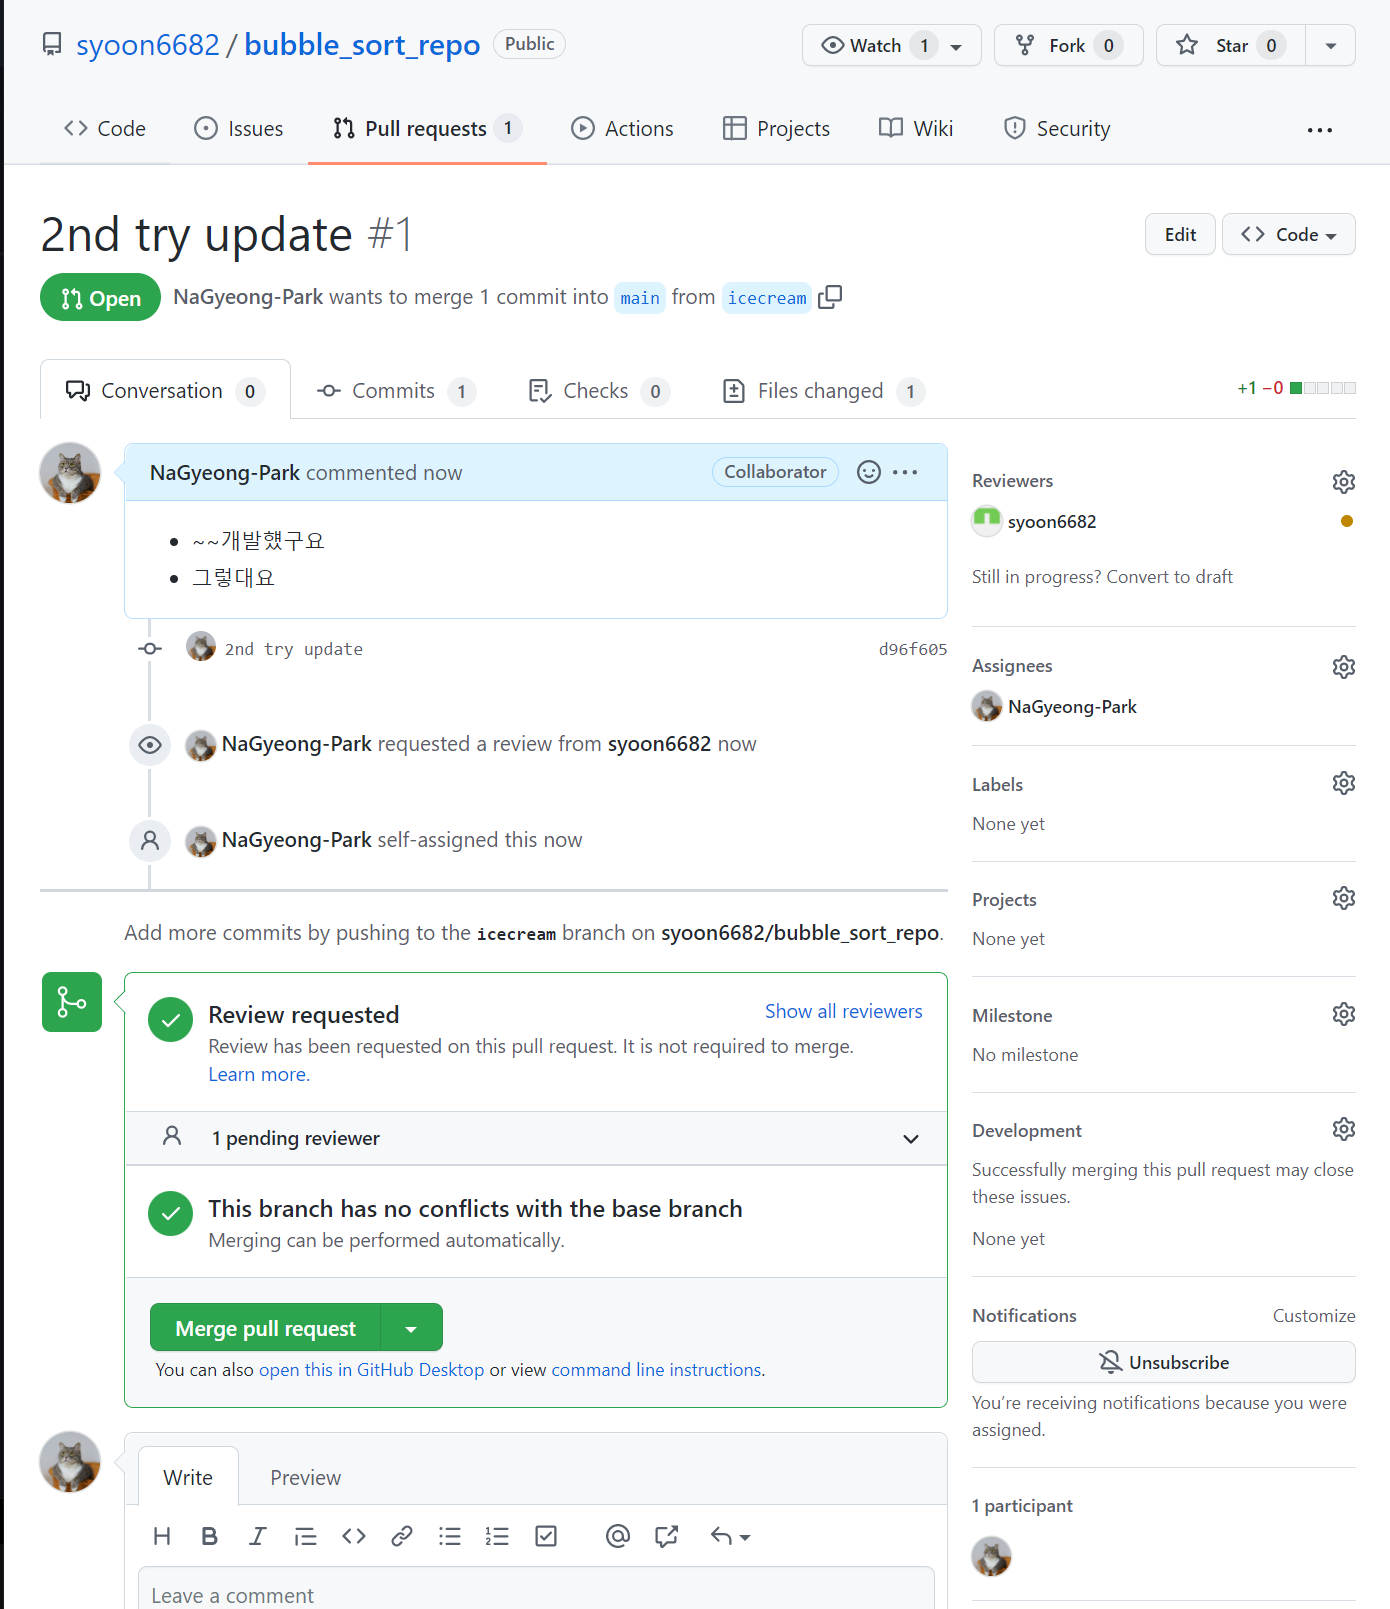 syoon6682 / bubble_sort_repo Public
Watch 1 Fork 0 Star 0
Code Issues Pull requests 1 Actions Projects Wiki Security ...
2nd try update #1
Edit <> Code
Open NaGyeong-Park wants to merge 1 commit into main from icecream
Conversation 0 Commits 1 Checks 0 Files changed 1
+1 −0
NaGyeong-Park commented now
Collaborator
• ~~개발했구요
• 그렇대요
2nd try update d96f605
NaGyeong-Park requested a review from syoon6682 now
NaGyeong-Park self-assigned this now
Add more commits by pushing to the icecream branch on syoon6682/bubble_sort_repo.
Review requested
Show all reviewers
Review has been requested on this pull request. It is not required to merge.
Learn more.
1 pending reviewer
This branch has no conflicts with the base branch
Merging can be performed automatically.
Merge pull request
You can also open this in GitHub Desktop or view command line instructions.
Write Preview
H B I
Leave a comment
Reviewers
syoon6682
Still in progress? Convert to draft
Assignees
NaGyeong-Park
Labels
None yet
Projects
None yet
Milestone
No milestone
Development
Successfully merging this pull request may close
these issues.
None yet
Notifications Customize
Unsubscribe
You’re receiving notifications because you were
assigned.
1 participant